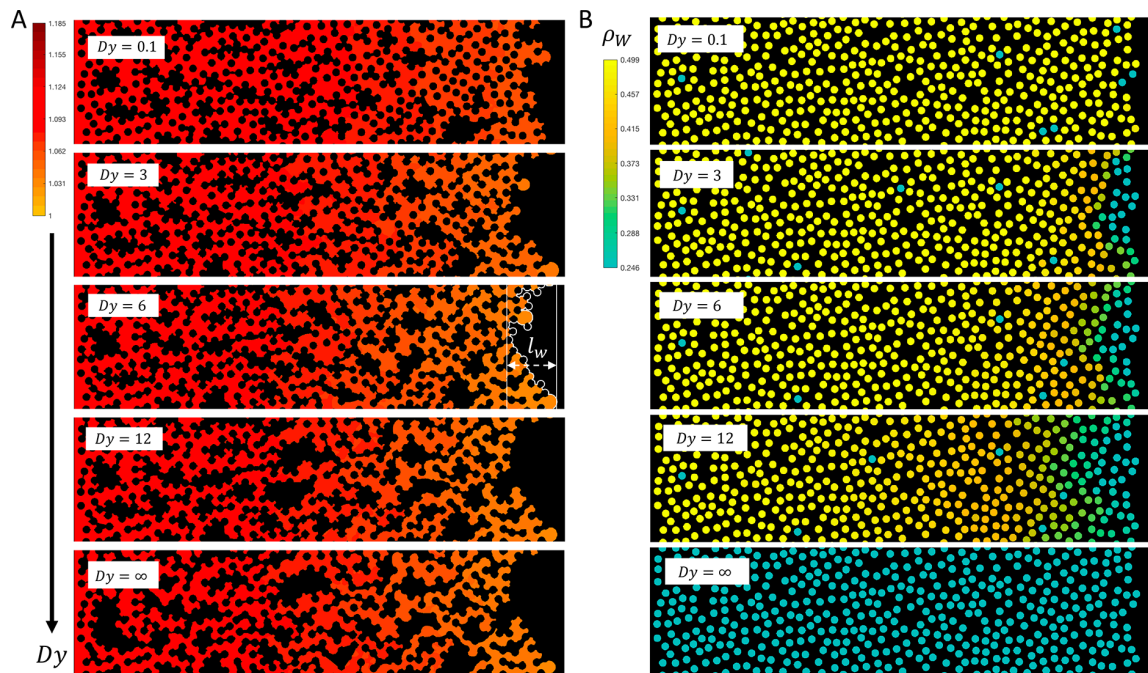 A
1.185
1.155
1.124
1.093
1.062
1.031
1
Dy = 0.1
Dy = 3
Dy = 6
l_w
Dy = 12
Dy = ∞
Dy
B
ρ_W
0.499
0.457
0.415
0.373
0.331
0.288
0.246
Dy = 0.1
Dy = 3
Dy = 6
Dy = 12
Dy = ∞